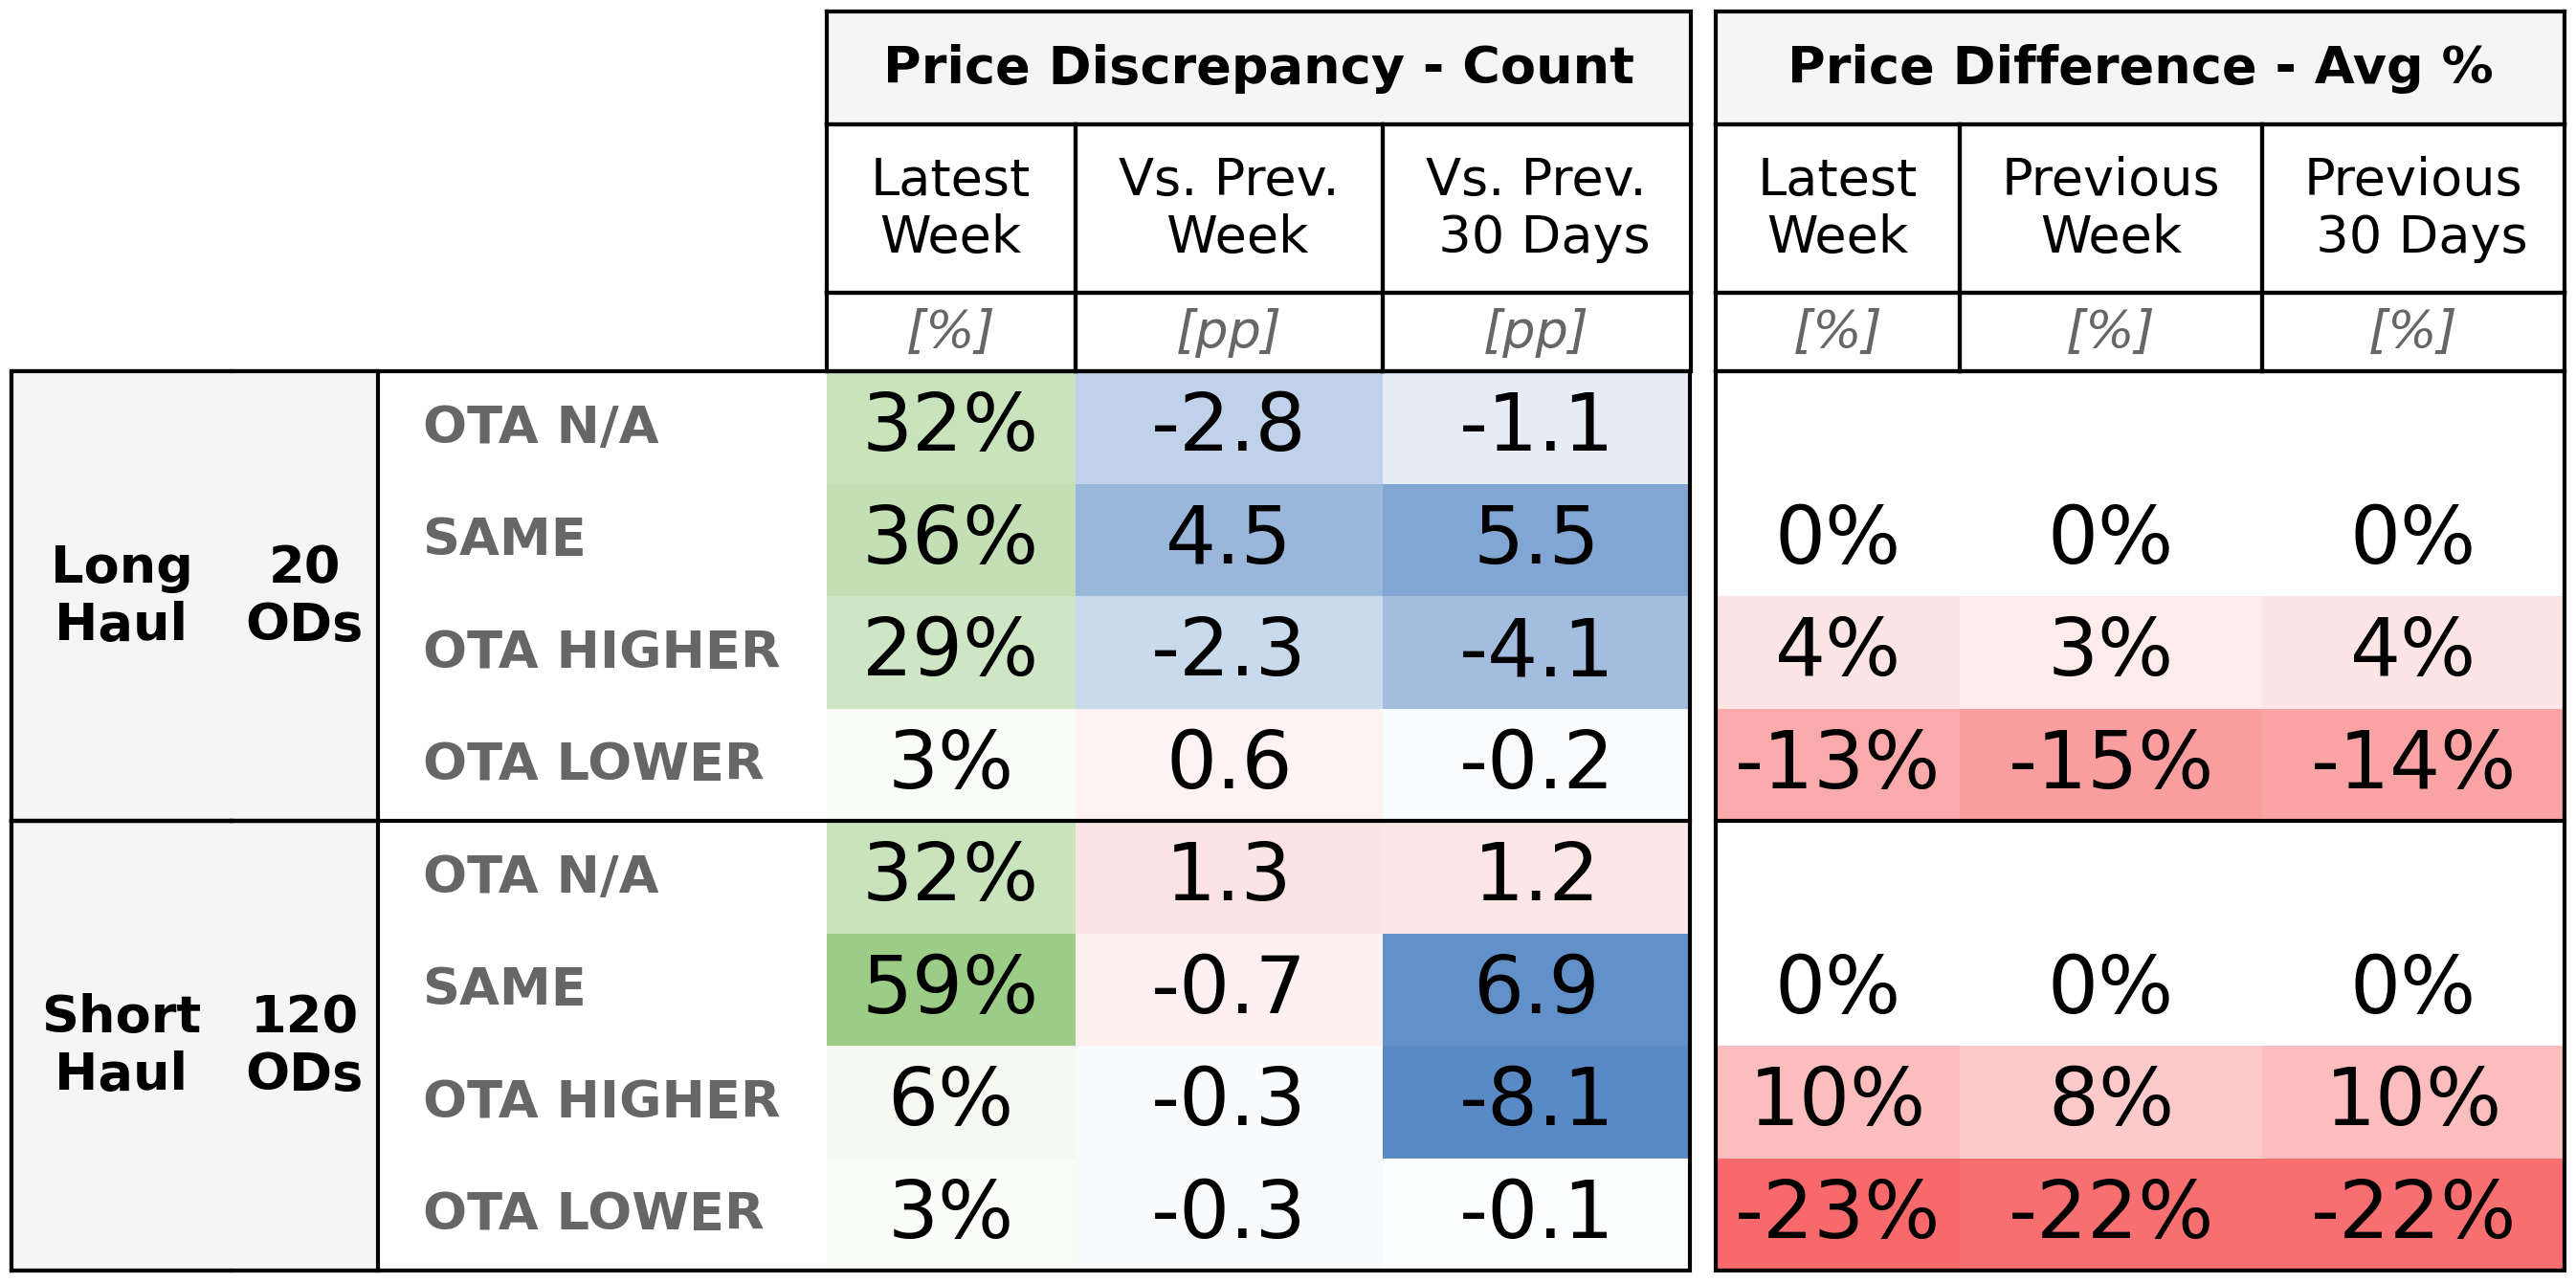 Price Discrepancy - Count Price Difference - Avg %
Latest Week Vs. Prev. Week Vs. Prev. 30 Days Latest Week Previous Week Previous 30 Days
[%] [pp] [pp] [%] [%] [%]
Long Haul 20 ODs
OTA N/A 32% -2.8 -1.1
SAME 36% 4.5 5.5 0% 0% 0%
OTA HIGHER 29% -2.3 -4.1 4% 3% 4%
OTA LOWER 3% 0.6 -0.2 -13% -15% -14%
Short Haul 120 ODs
OTA N/A 32% 1.3 1.2
SAME 59% -0.7 6.9 0% 0% 0%
OTA HIGHER 6% -0.3 -8.1 10% 8% 10%
OTA LOWER 3% -0.3 -0.1 -23% -22% -22%